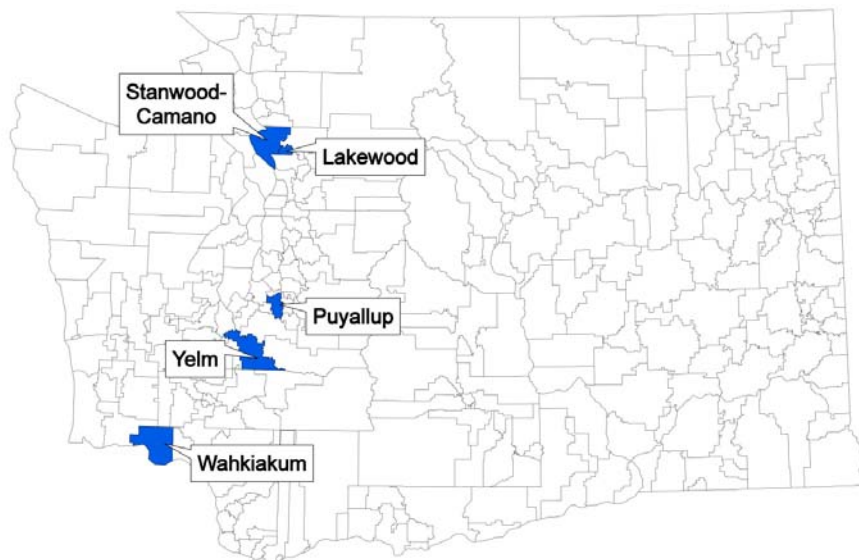 Stanwood-
Camano
Lakewood
Puyallup
Yelm
Wahkiakum